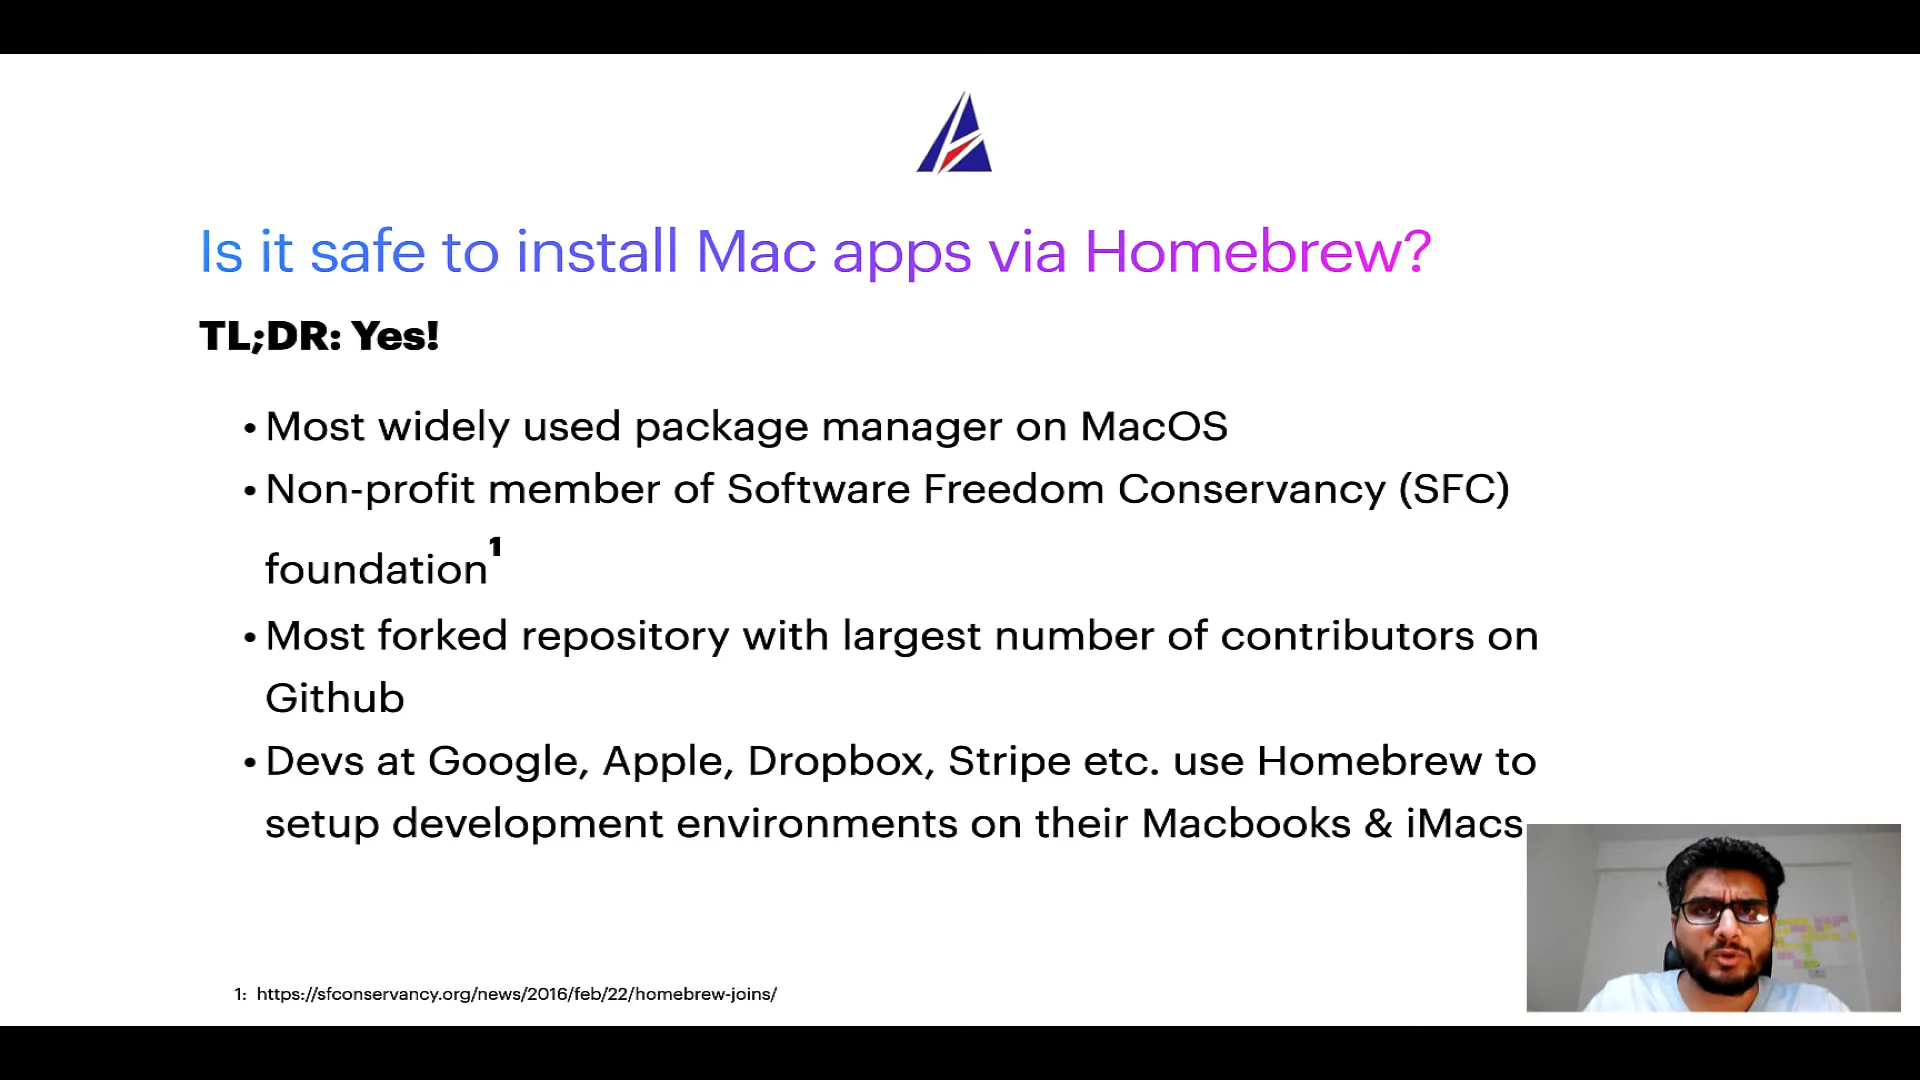 Is it safe to install Mac apps via Homebrew?
TL;DR: Yes!
• Most widely used package manager on MacOS
• Non-profit member of Software Freedom Conservancy (SFC)
foundation¹
• Most forked repository with largest number of contributors on
Github
• Devs at Google, Apple, Dropbox, Stripe etc. use Homebrew to
setup development environments on their Macbooks & iMacs
1: https://sfconservancy.org/news/2016/feb/22/homebrew-joins/